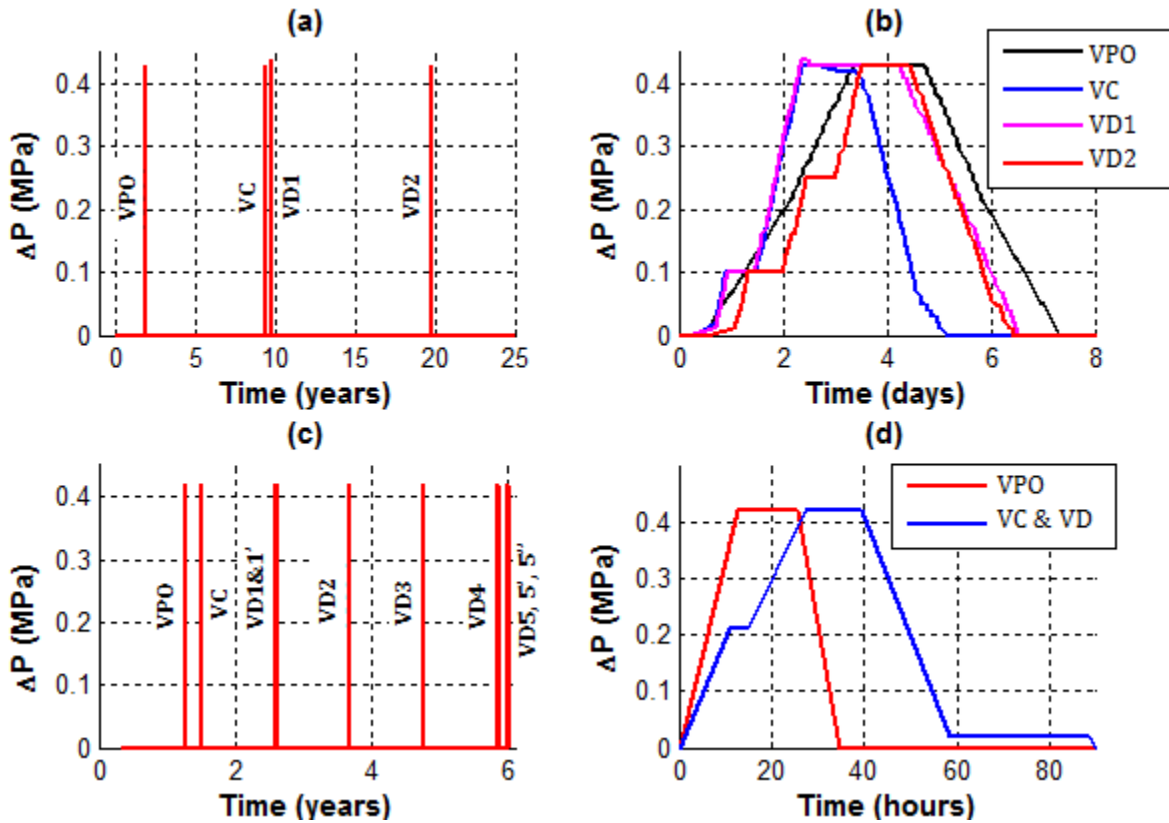 (a)
ΔP (MPa)
0.4
0.3
0.2
0.1
0
VPO
VC
VD1
VD2
0 5 10 15 20 25
Time (years)
(b)
ΔP (MPa)
0.4
0.3
0.2
0.1
0
VPO
VC
VD1
VD2
0 2 4 6 8
Time (days)
(c)
ΔP (MPa)
0.4
0.3
0.2
0.1
0
VPO
VC
VD1&1'
VD2
VD3
VD4
VD5, 5', 5''
0 2 4 6
Time (years)
(d)
ΔP (MPa)
0.4
0.3
0.2
0.1
0
VPO
VC & VD
0 20 40 60 80
Time (hours)